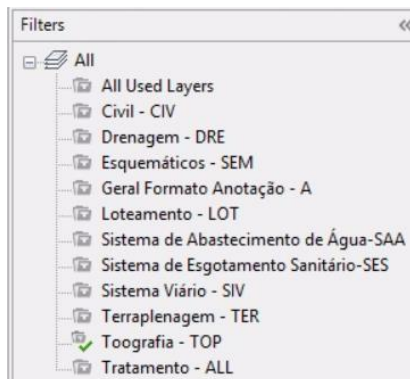 Filters
All
All Used Layers
Civil - CIV
Drenagem - DRE
Esquemáticos - SEM
Geral Formato Anotação - A
Loteamento - LOT
Sistema de Abastecimento de Água-SAA
Sistema de Esgotamento Sanitário-SES
Sistema Viário - SIV
Terraplenagem - TER
Toografia - TOP
Tratamento - ALL